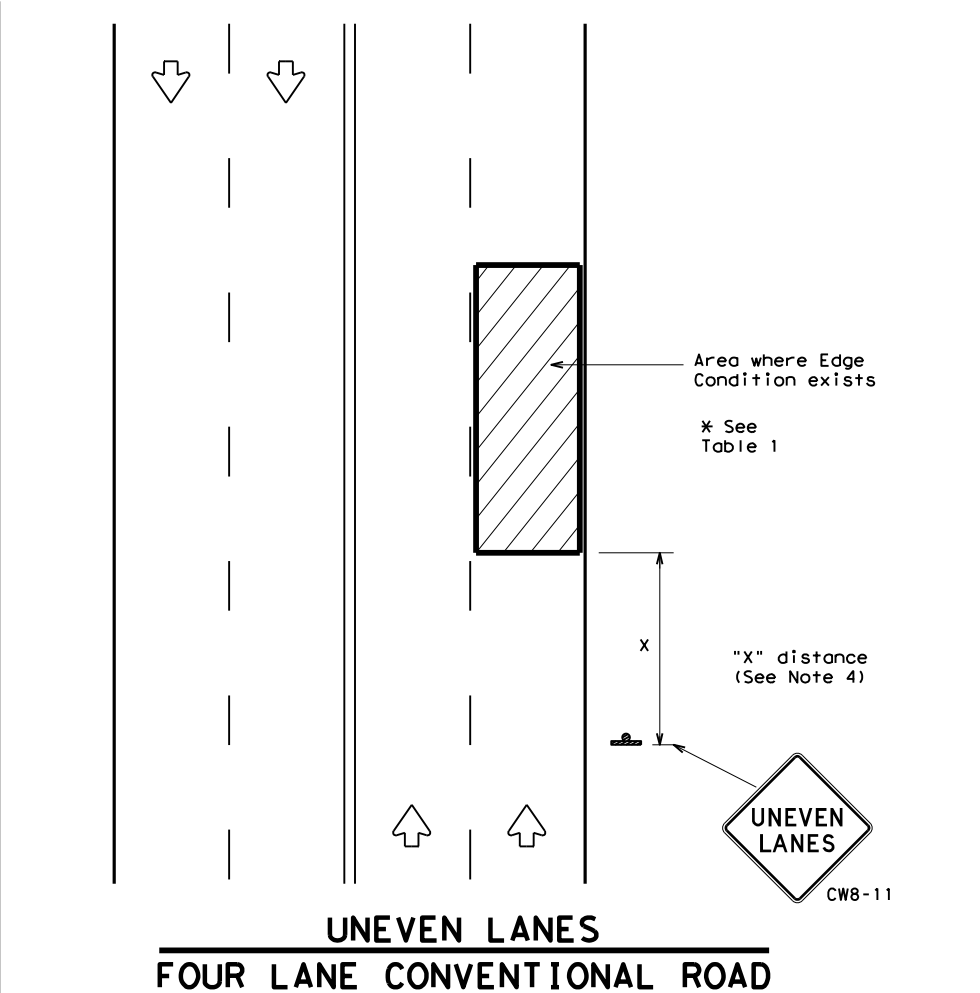 Area where Edge
Condition exists
* See
Table 1
X
"X" distance
(See Note 4)
UNEVEN
LANES
CW8-11
UNEVEN LANES
FOUR LANE CONVENTIONAL ROAD